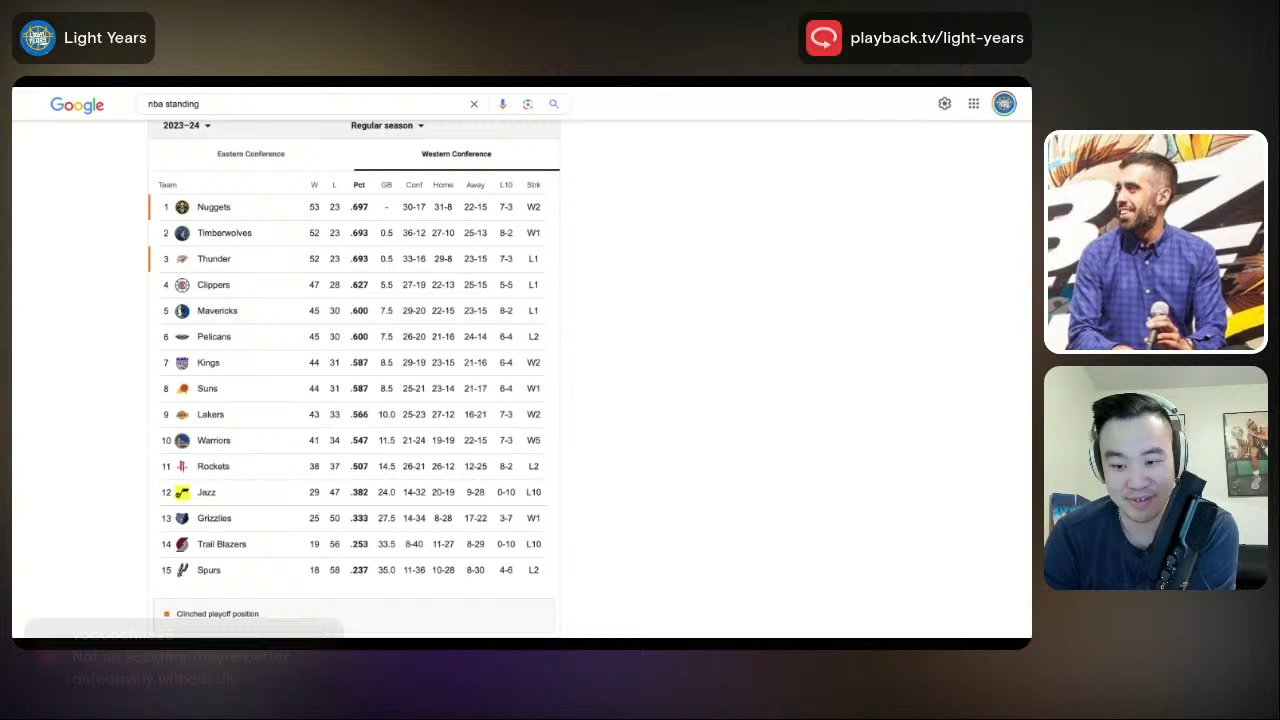 Light Years
playback.tv/light-years
Google
nba standing
2023–24
Regular season
Eastern Conference
Western Conference
Team W L Pct GB Conf Home Away L10 Strk
1 Nuggets 53 23 .697 - 30-17 31-8 22-15 7-3 W2
2 Timberwolves 52 23 .693 0.5 36-12 27-10 25-13 8-2 W1
3 Thunder 52 23 .693 0.5 33-16 29-8 23-15 7-3 L1
4 Clippers 47 28 .627 5.5 27-19 22-13 25-15 5-5 L1
5 Mavericks 45 30 .600 7.5 29-20 22-15 23-15 8-2 L1
6 Pelicans 45 30 .600 7.5 26-20 21-16 24-14 6-4 L2
7 Kings 44 31 .587 8.5 29-19 23-15 21-16 6-4 W2
8 Suns 44 31 .587 8.5 25-21 23-14 21-17 6-4 W1
9 Lakers 43 33 .566 10.0 25-23 27-12 16-21 7-3 W2
10 Warriors 41 34 .547 11.5 21-24 19-19 22-15 7-3 W5
11 Rockets 38 37 .507 14.5 26-21 26-12 12-25 8-2 L2
12 Jazz 29 47 .382 24.0 14-32 20-19 9-28 0-10 L10
13 Grizzlies 25 50 .333 27.5 14-34 8-28 17-22 3-7 W1
14 Trail Blazers 19 56 .253 33.5 8-40 11-27 8-29 0-10 L10
15 Spurs 18 58 .237 35.0 11-36 10-28 8-30 4-6 L2
Clinched playoff position
defensively without JK